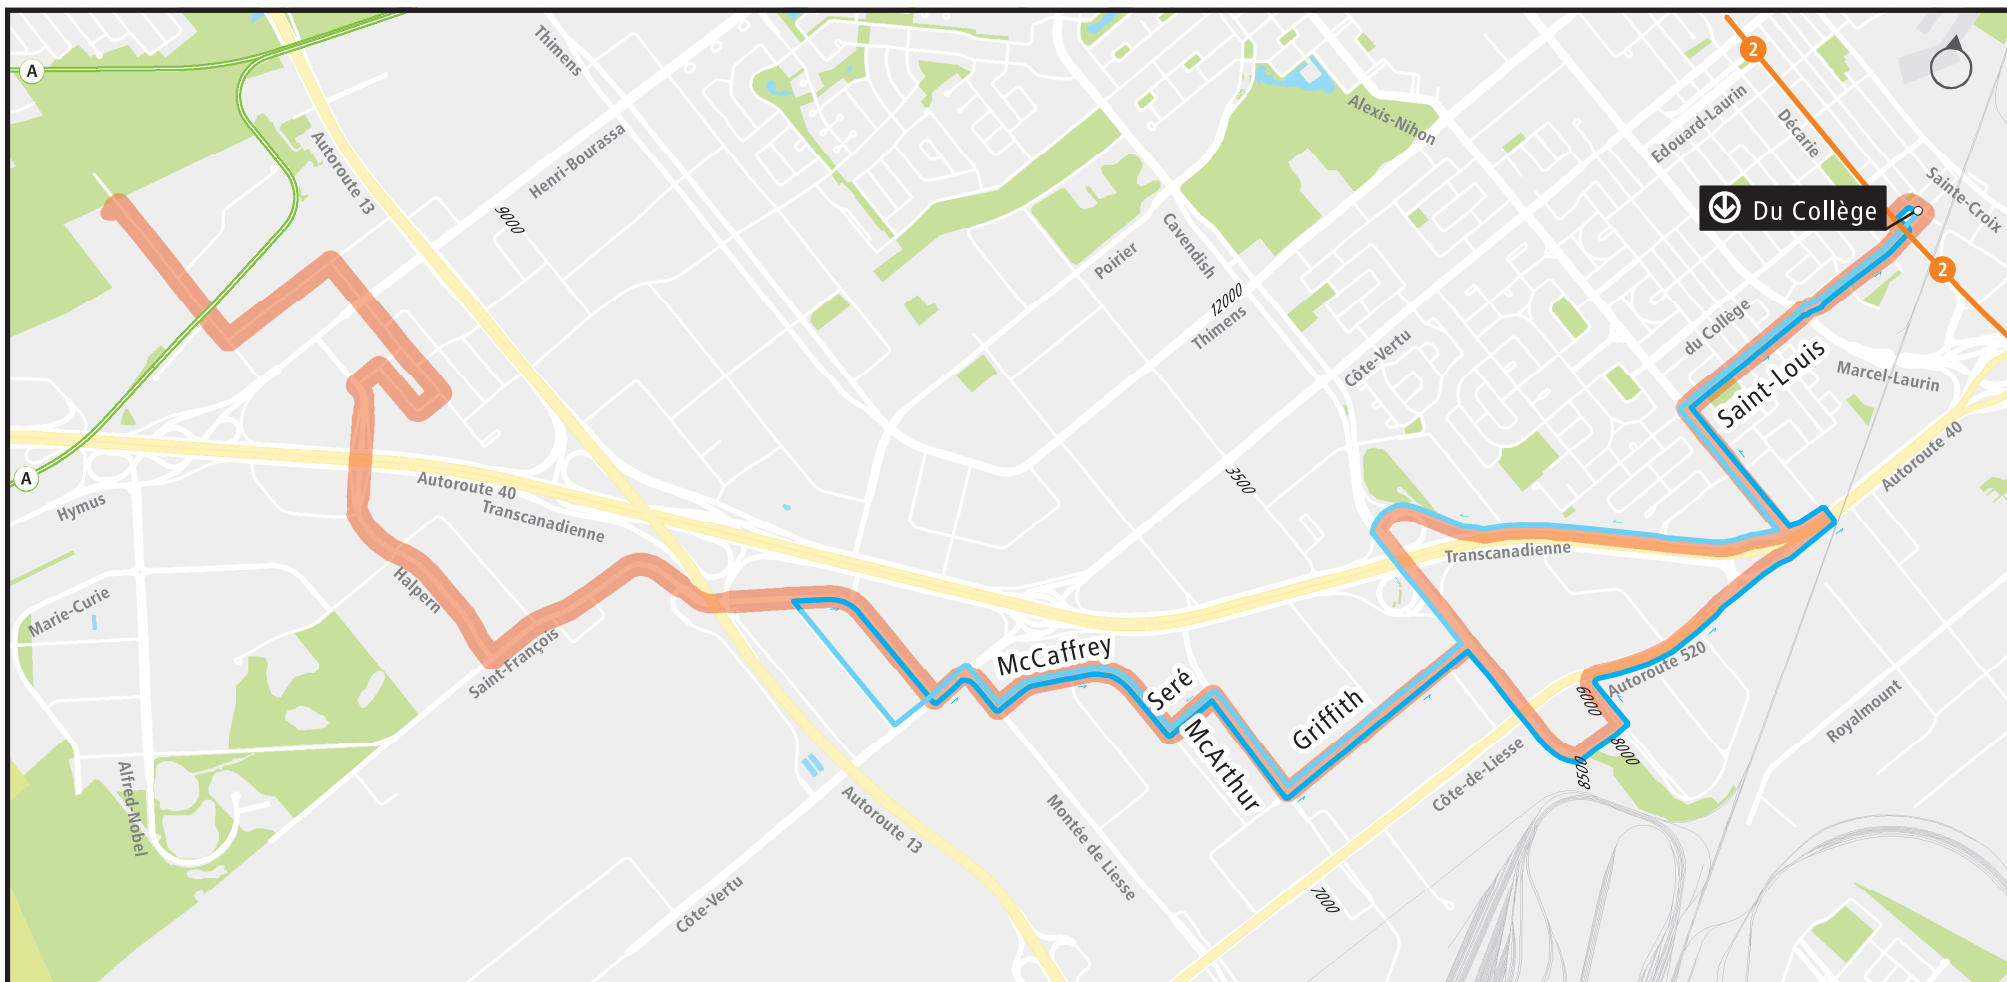 A
Thimens
2
Autoroute 13
Henri-Bourassa
9000
Alexis-Nihon
Edouard-Laurin
Décarie
Sainte-Croix
Du Collège
Cavendish
Poirier
2
12000
Thimens
Côte-Vertu
du Collège
Saint-Louis
Marcel-Laurin
A
Hymus
Autoroute 40
Transcanadienne
3500
Autoroute 40
Transcanadienne
Halpern
Marie-Curie
Saint-François
McCaffrey
Seré
McArthur
Griffith
Autoroute 520
6000
8000
8508
Royalmount
Côte-de-Liesse
Alfred-Nobel
Autoroute 13
Montée de Liesse
Côte-Vertu
7000